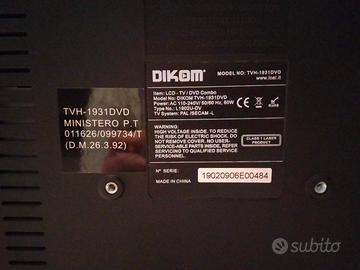 TVH-1931DVD
MINISTERO P.T
011626/099734/T
(D.M.26.3.92)
DIKOM
MODEL NO: TVH-1931DVD
www.lcei.it
Item: LCD - TV / DVD Combo
Model No: DIKOM TVH-1931DVD
Power: AC 110-240V/ 50/60 Hz, 60W
Type No.: L1902U-DV
TV System: PAL /SECAM -L
WARNING:
HIGH VOLTAGE INSIDE. TO REDUCE THE
RISK OF ELECTRIC SHOCK, DO NOT
REMOVE COVER. NO USER-SERVICE-
ABLE PARTS INSIDE, REFER
SERVICING TO QUALIFIED PERSONNEL.
CLASS 1 LASER
PRODUCT
N° SERIE:
MADE IN CHINA
19020906E00484
subito